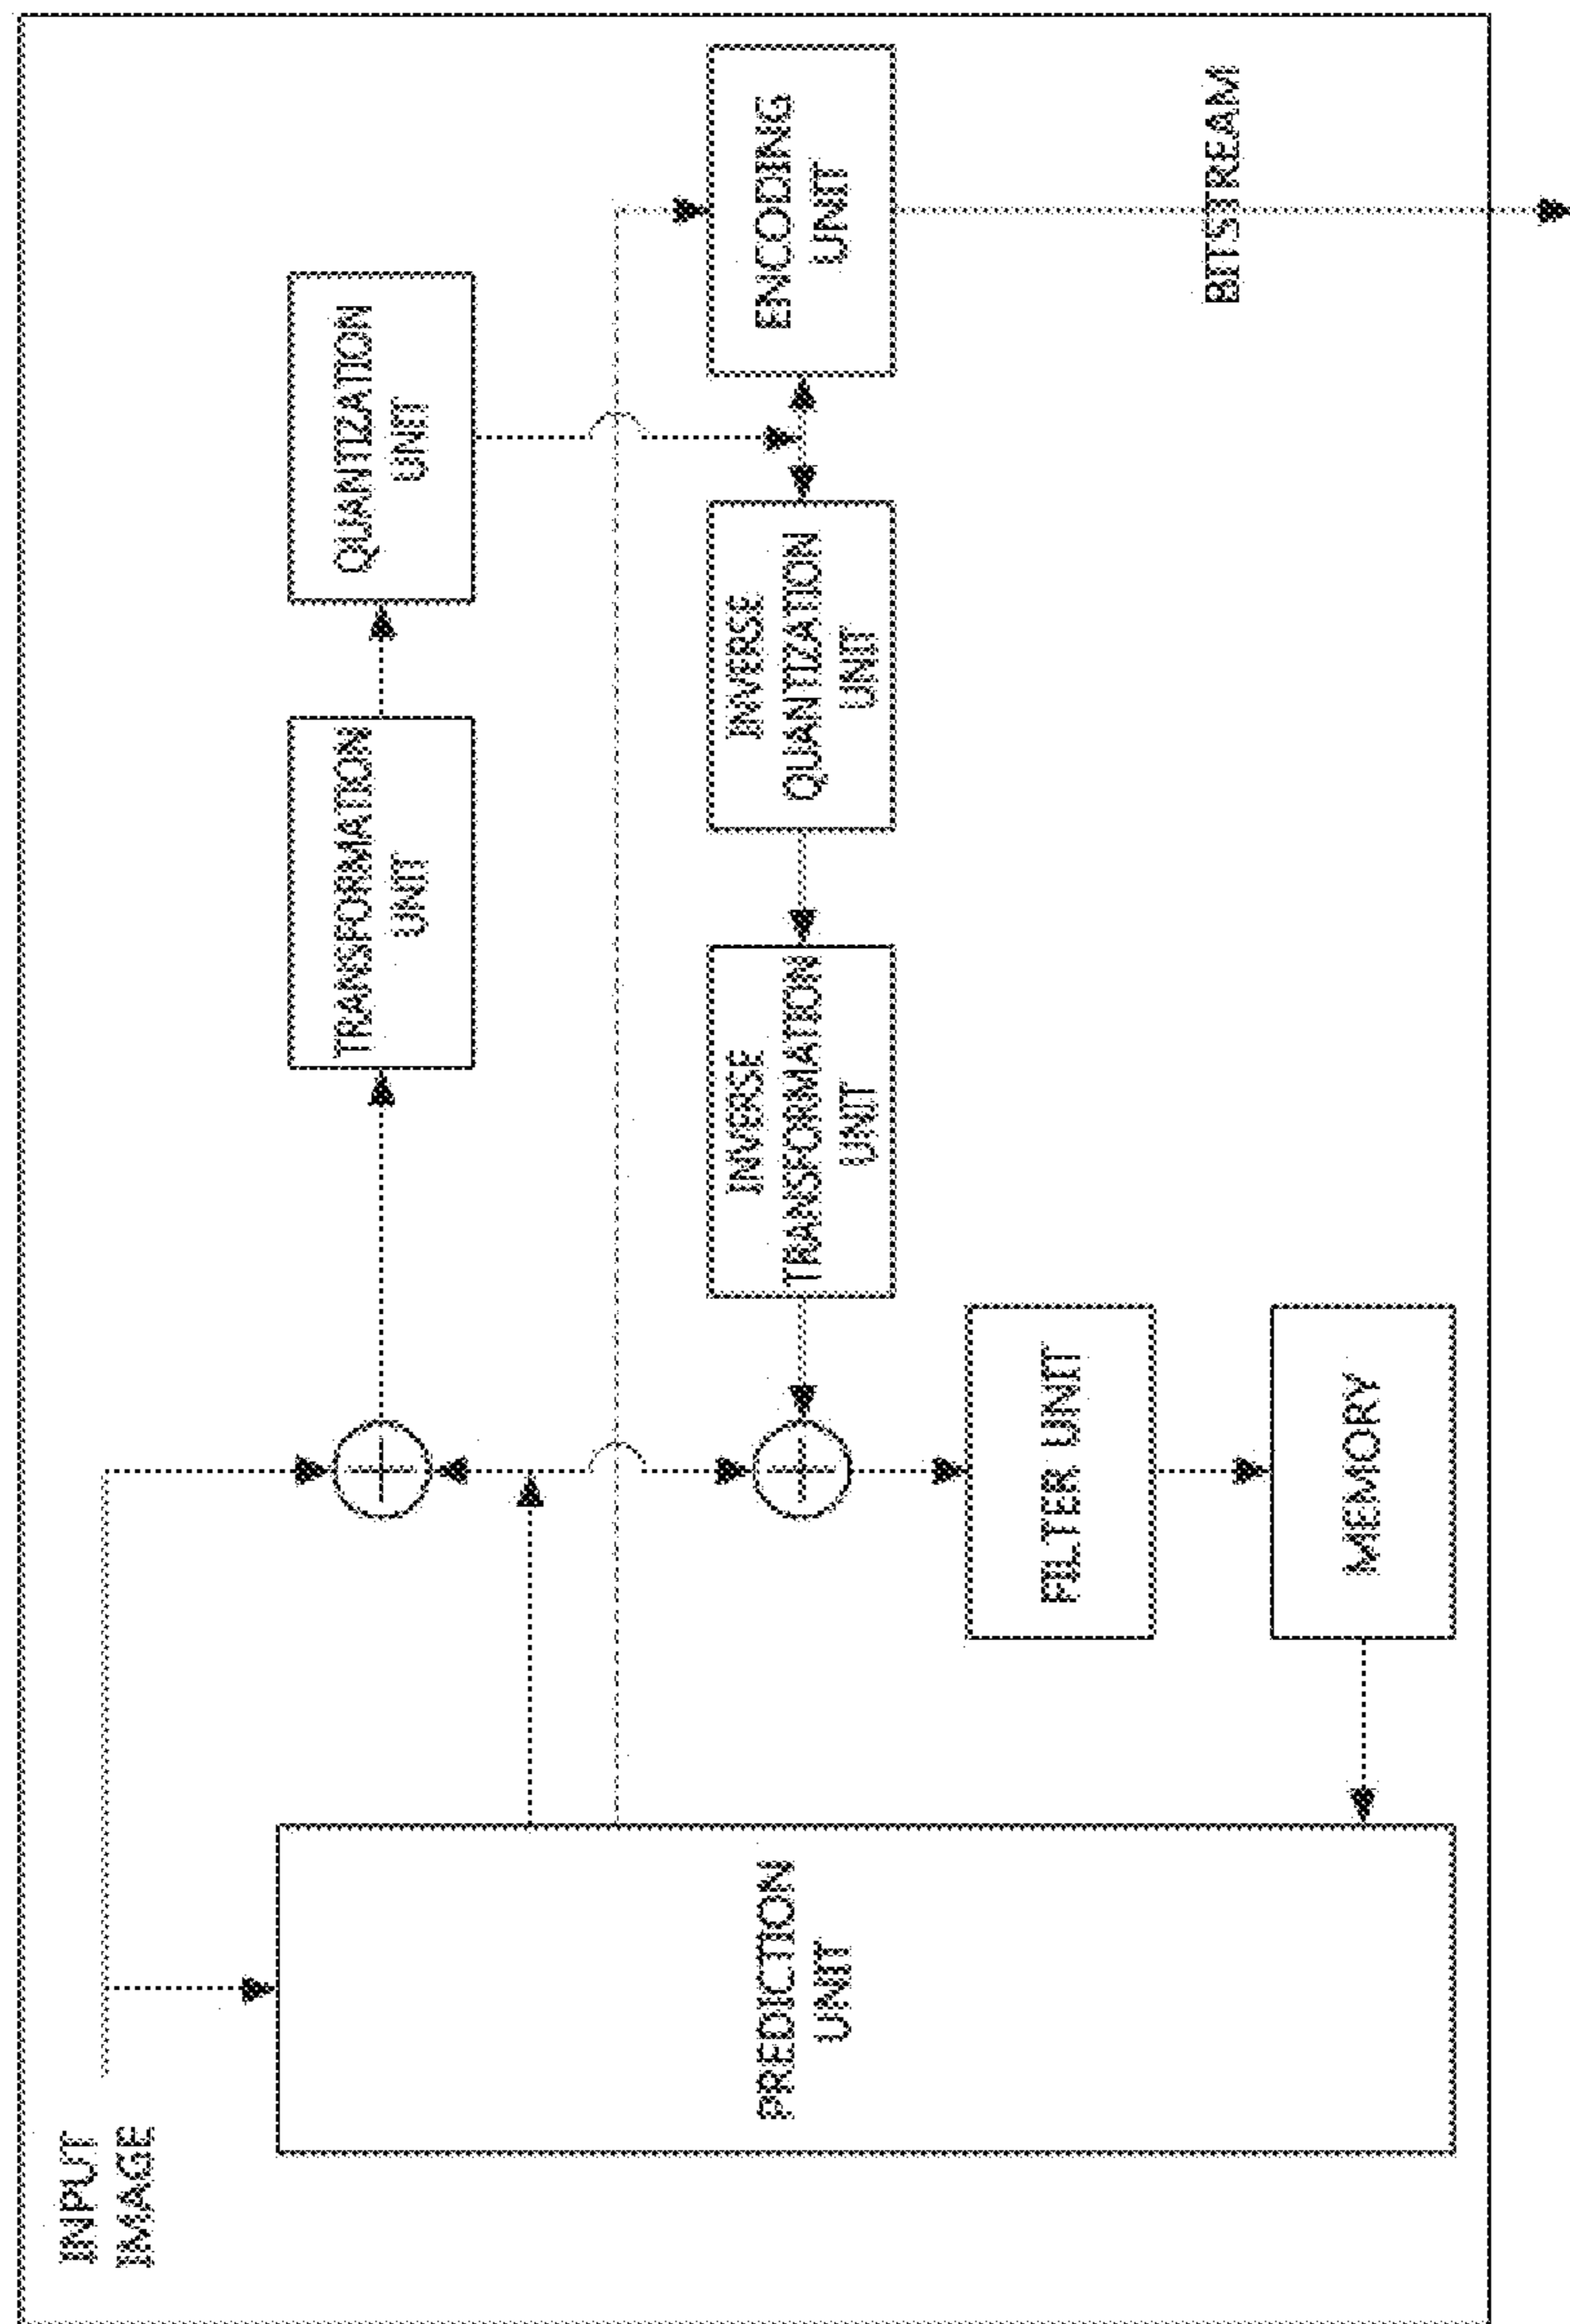 INPUT
IMAGE
TRANSFORMATION
UNIT
QUANTIZATION
UNIT
PREDICTION
UNIT
INVERSE
TRANSFORMATION
UNIT
INVERSE
QUANTIZATION
UNIT
ENCODING
UNIT
FILTER UNIT
MEMORY
BITSTREAM